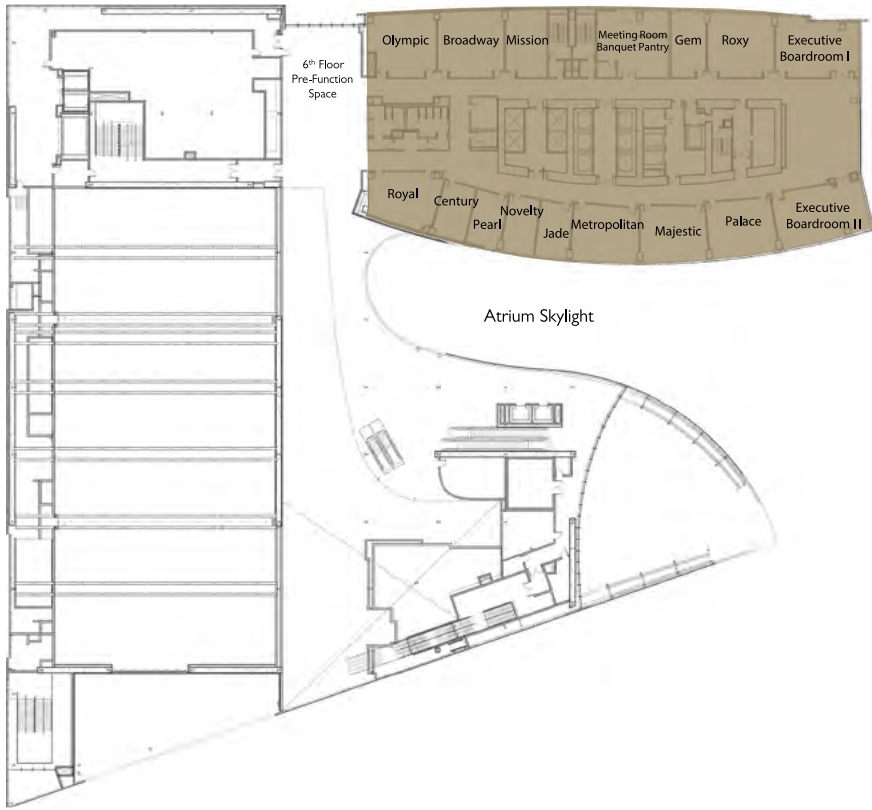 Olympic
Broadway
Mission
Meeting Room
Banquet Pantry
Gem
Roxy
Executive
Boardroom I
6th Floor
Pre-Function
Space
Royal
Century
Pearl
Novelty
Jade
Metropolitan
Majestic
Palace
Executive
Boardroom II
Atrium Skylight